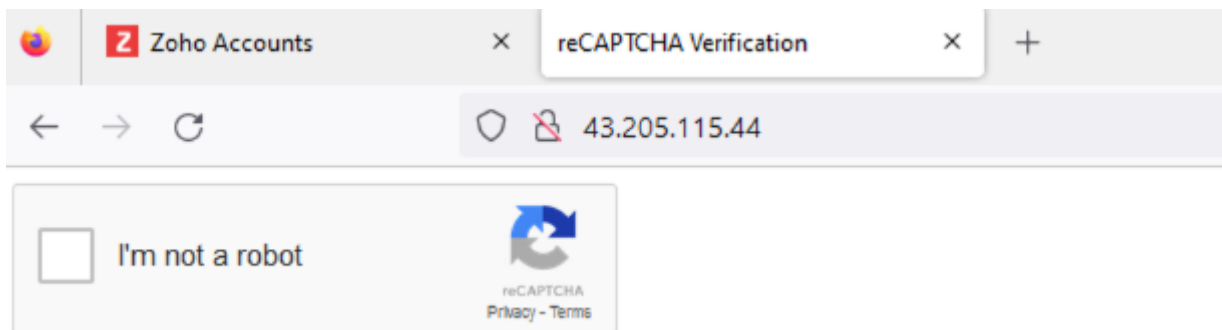 Zoho Accounts
reCAPTCHA Verification
43.205.115.44
I'm not a robot
reCAPTCHA
Privacy - Terms